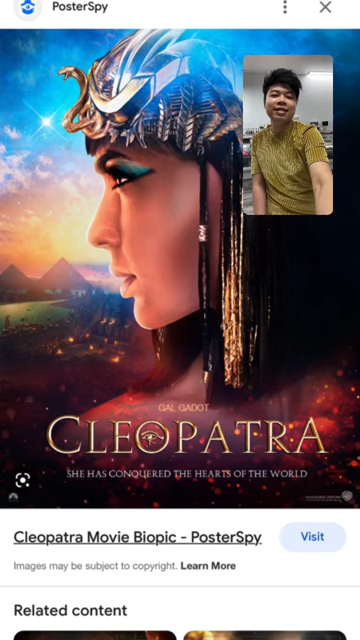 PosterSpy
GAL GADOT
CLEOPATRA
SHE HAS CONQUERED THE HEARTS OF THE WORLD
Cleopatra Movie Biopic - PosterSpy
Visit
Images may be subject to copyright. Learn More
Related content